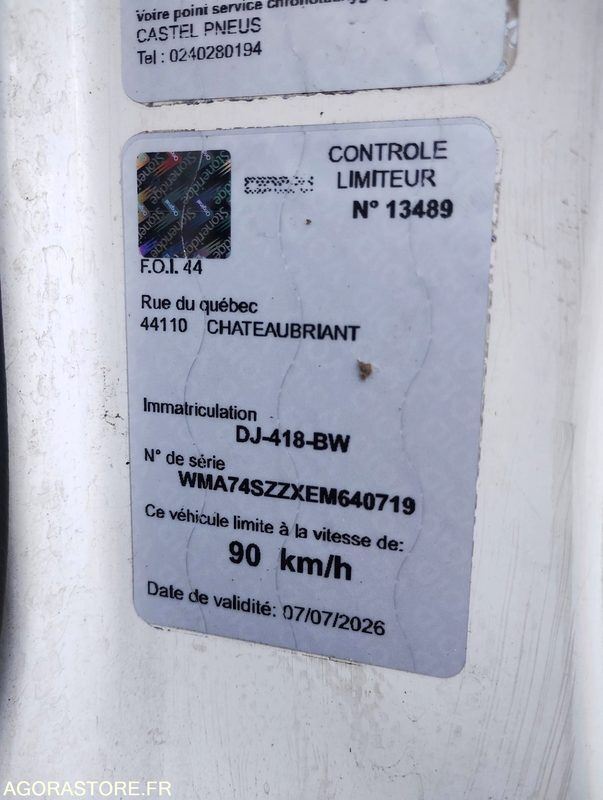 Votre point service
CASTEL PNEUS
Tel : 0240280194
CONTROLE
LIMITEUR
N° 13489
Stoneridge
Original
F.O.I. 44
Rue du québec
44110 CHATEAUBRIANT
Immatriculation
DJ-418-BW
N° de série
WMA74SZZXEM640719
Ce véhicule limite à la vitesse de:
90 km/h
Date de validité: 07/07/2026
AGORASTORE.FR